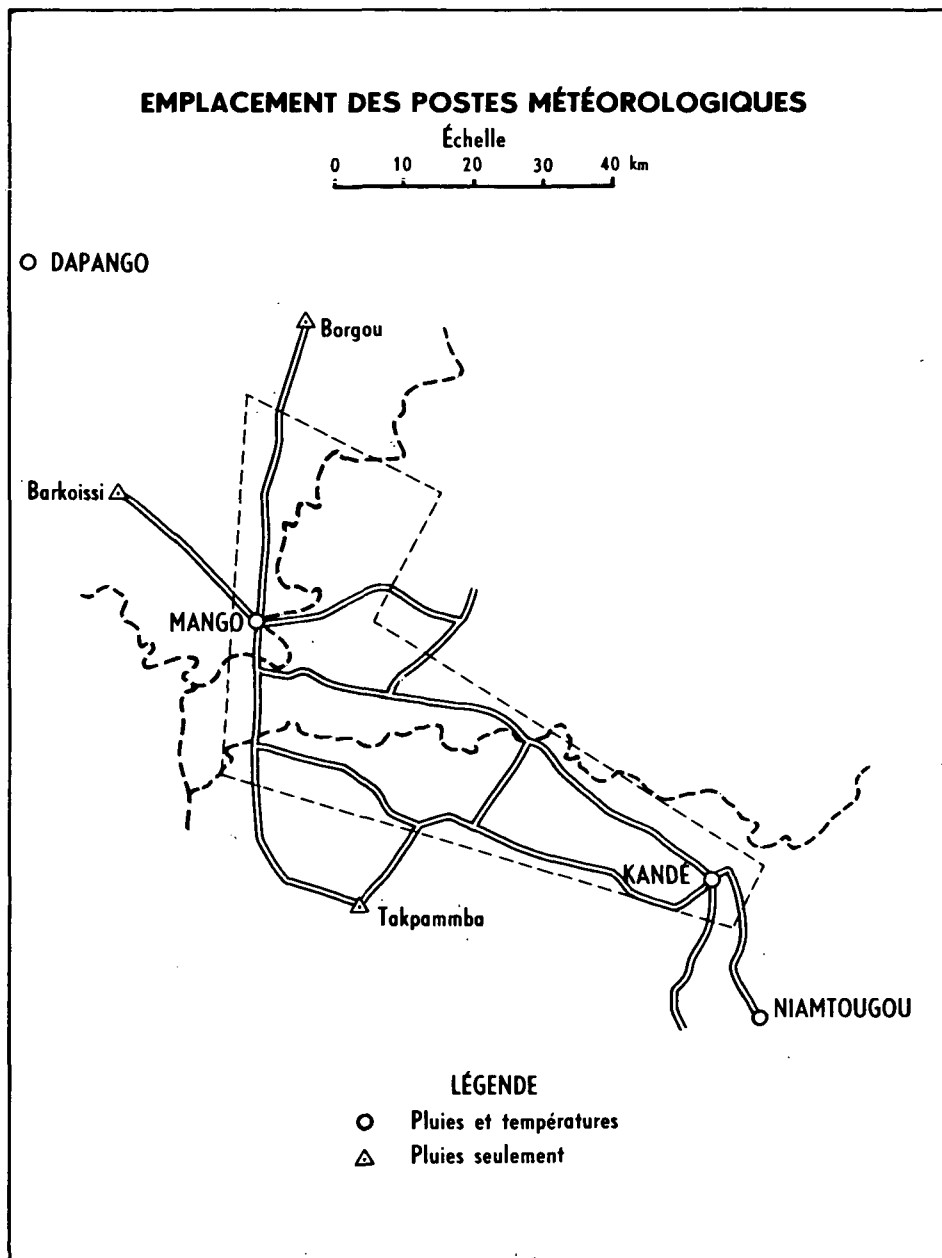 EMPLACEMENT DES POSTES MÉTÉOROLOGIQUES
Échelle
0 10 20 30 40 km
DAPANGO
Borgou
Barkoissi
MANGO
KANDÉ
Takpammba
NIAMTOUGOU
LÉGENDE
Pluies et températures
Pluies seulement